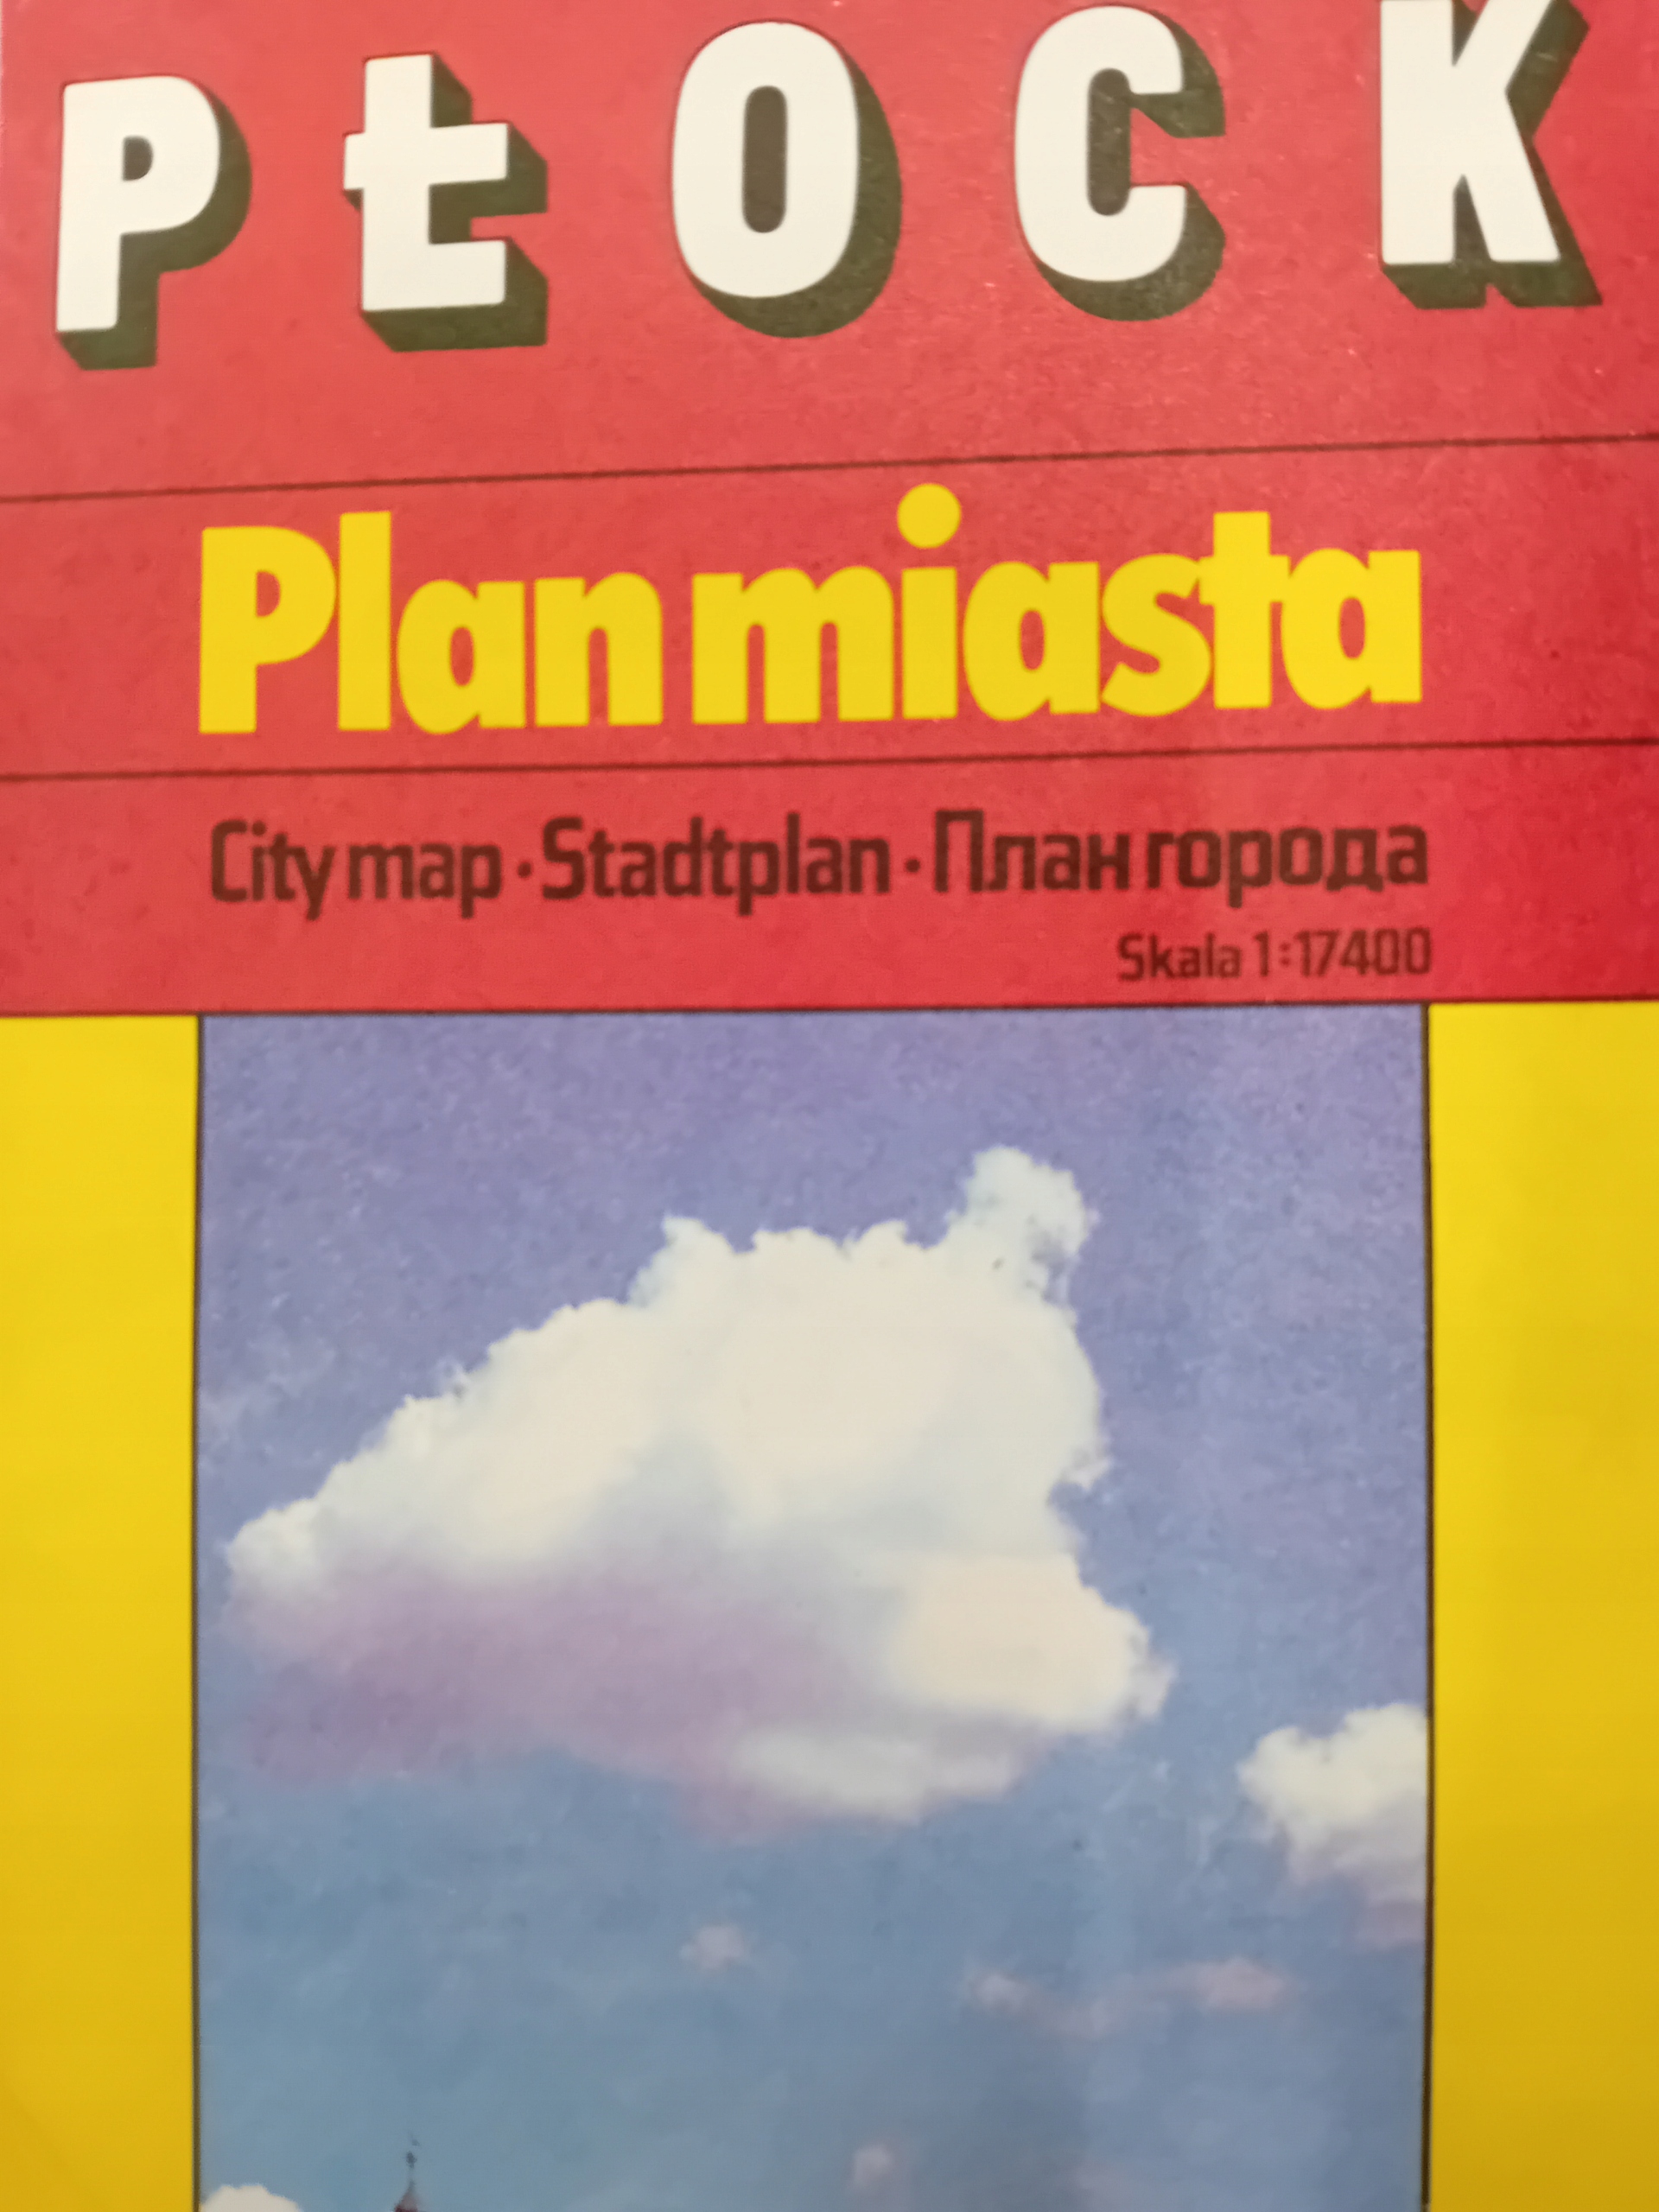 PŁOCK
Plan miasta
City map · Stadtplan · План города
Skala 1:17400